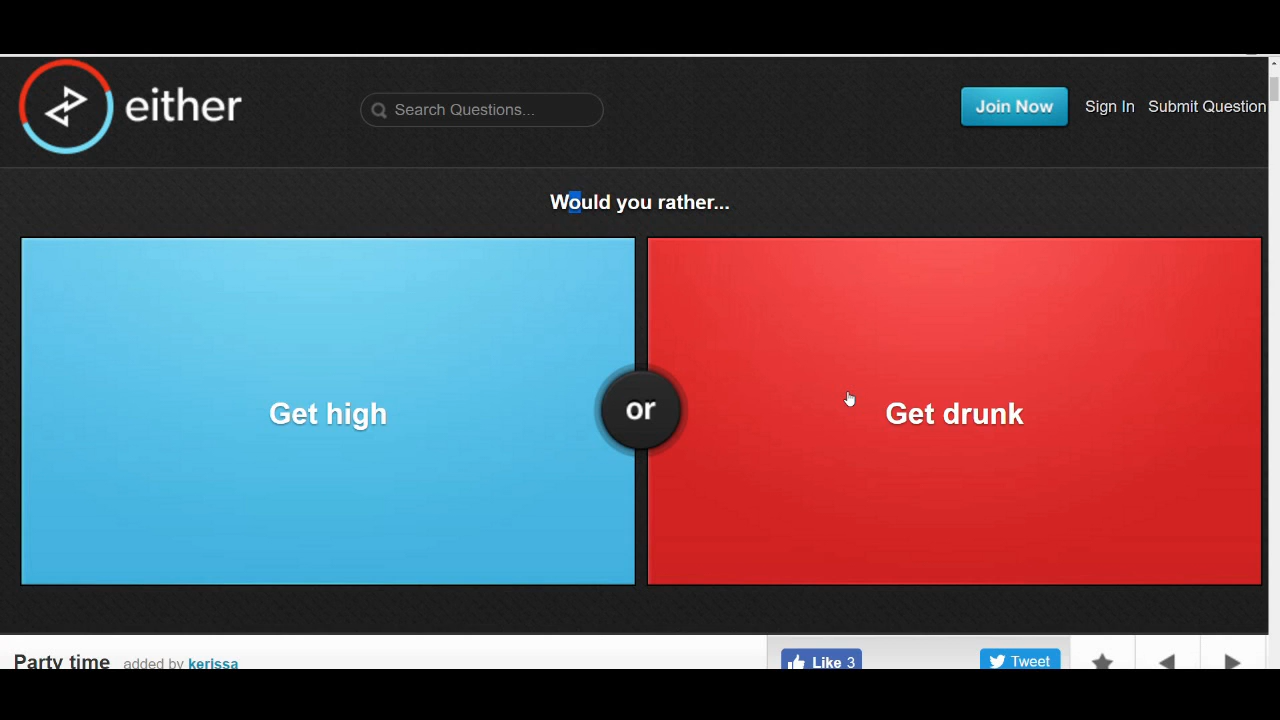 either
Search Questions...
Join Now
Sign In
Submit Question
Would you rather...
Get high
or
Get drunk
Party time added by kerissa
Like 3
Tweet